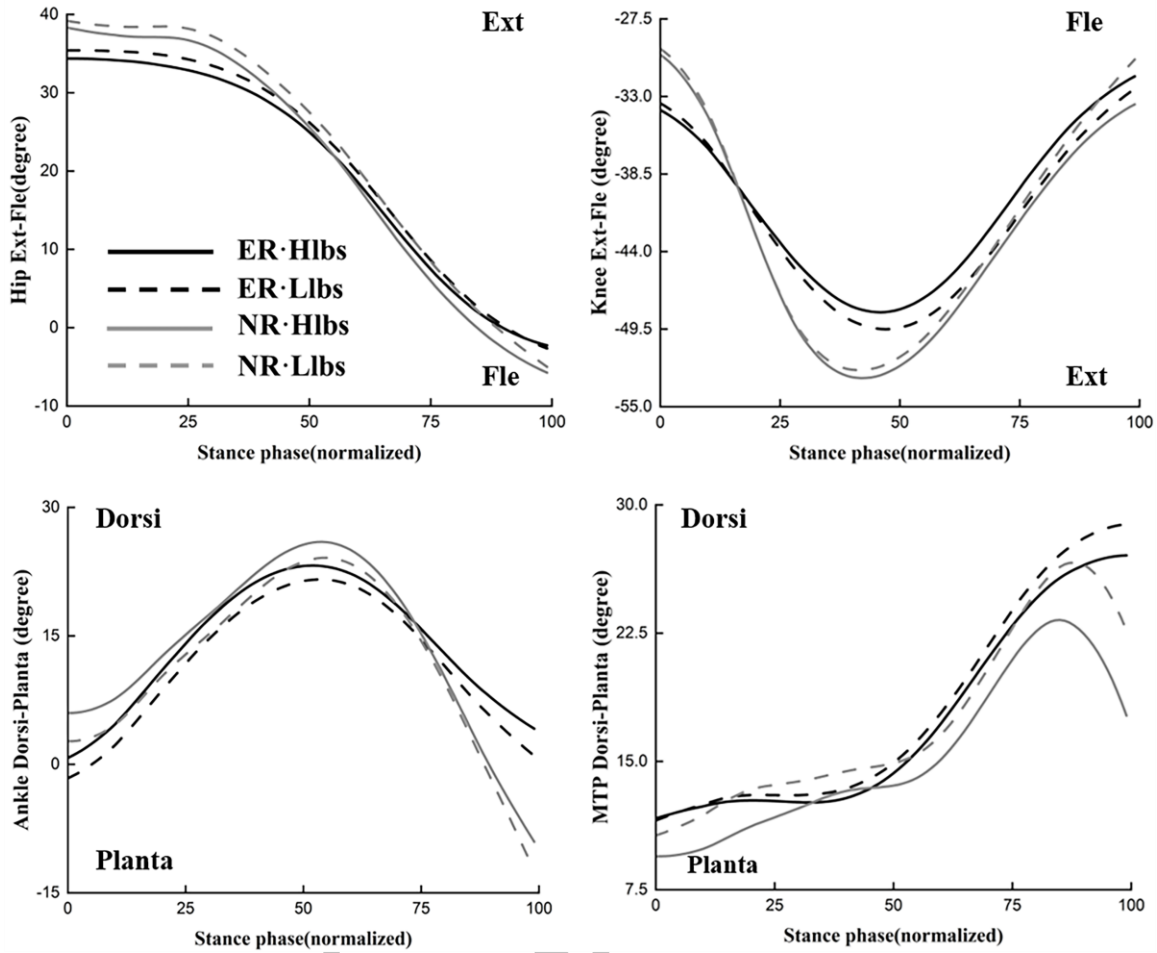 40
30
20
10
0
-10
Hip Ext-Fle(degree)
Ext
Fle
ER·Hlbs
ER·Llbs
NR·Hlbs
NR·Llbs
0
25
50
75
100
Stance phase(normalized)
-27.5
-33.0
-38.5
-44.0
-49.5
-55.0
Knee Ext-Fle (degree)
Fle
Ext
0
25
50
75
100
Stance phase(normalized)
30
15
0
-15
Ankle Dorsi-Planta (degree)
Dorsi
Planta
0
25
50
75
100
Stance phase(normalized)
30.0
22.5
15.0
7.5
MTP Dorsi-Planta (degree)
Dorsi
Planta
0
25
50
75
100
Stance phase(normalized)